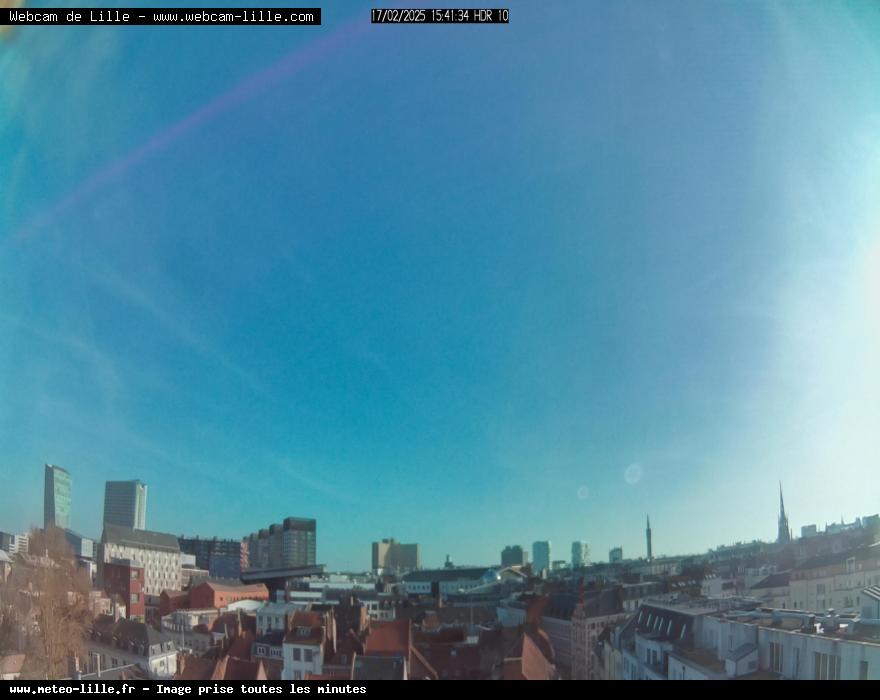 Webcam de Lille - www.webcam-lille.com
17/02/2025 15:41:34 HDR 10
www.meteo-lille.fr - Image prise toutes les minutes